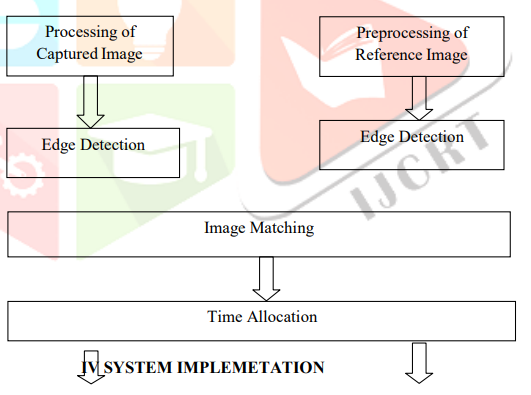 Processing of
Captured Image
Preprocessing of
Reference Image
Edge Detection
Edge Detection
IJCRT
Image Matching
Time Allocation
IV SYSTEM IMPLEMETATION